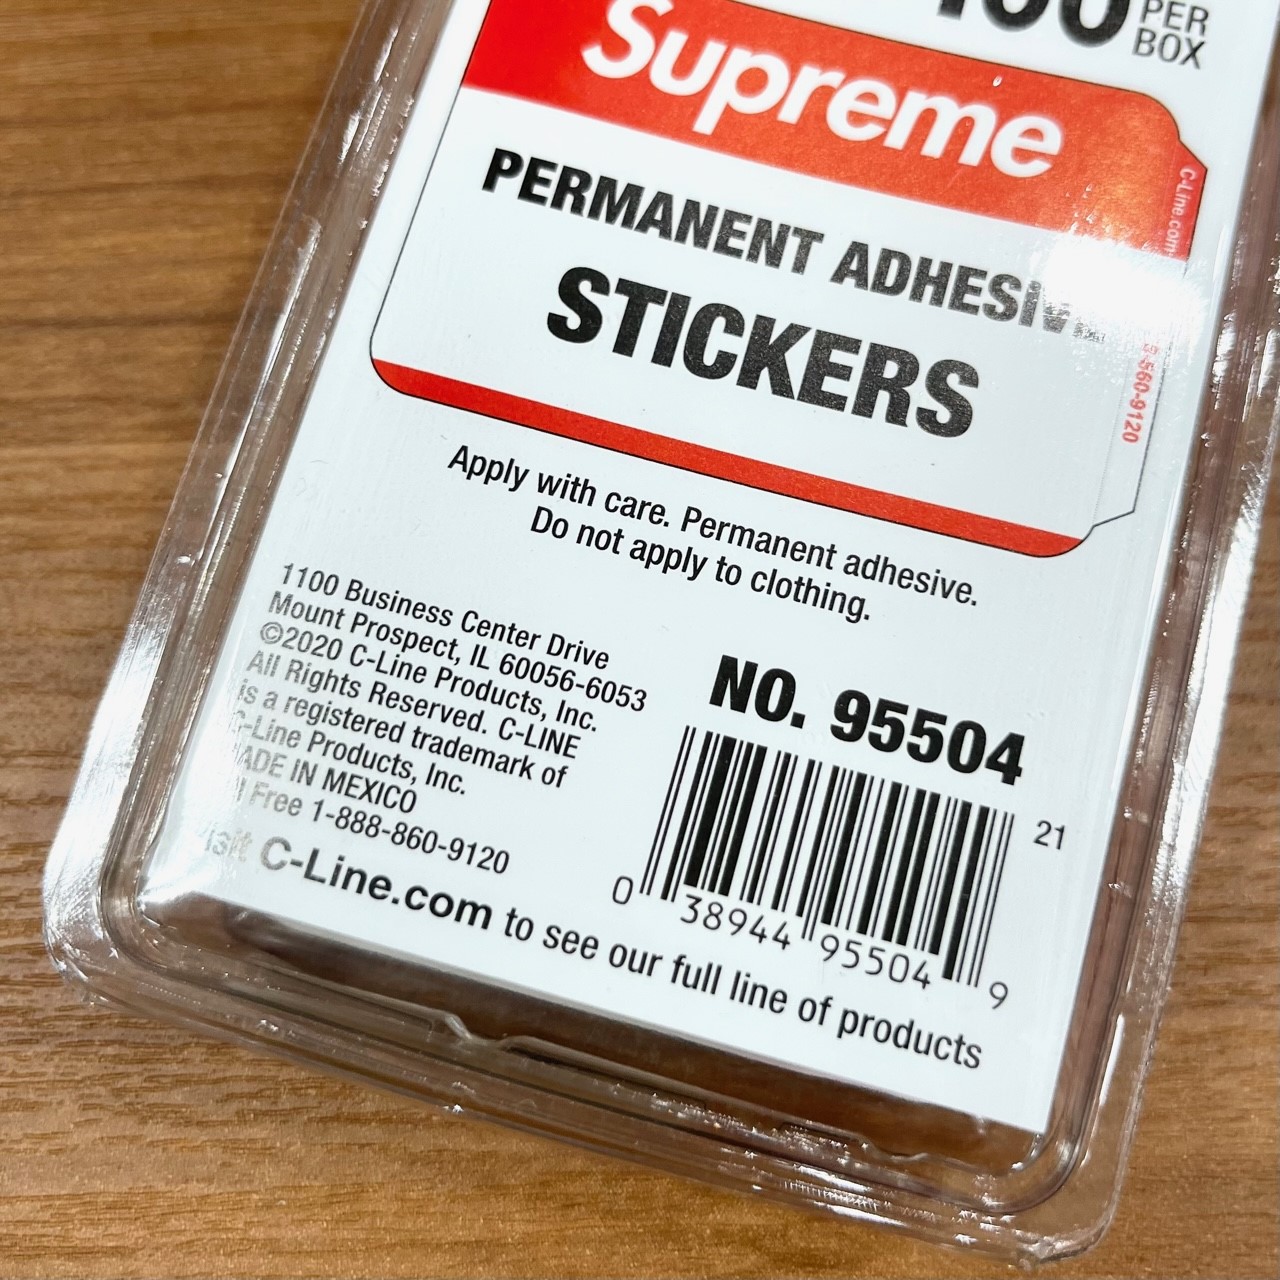 100 PER
BOX
Supreme
C-Line.com
PERMANENT ADHESIVE
STICKERS
5-560-9120
Apply with care. Permanent adhesive.
Do not apply to clothing.
1100 Business Center Drive
Mount Prospect, IL 60056-6053
©2020 C-Line Products, Inc.
All Rights Reserved. C-LINE
is a registered trademark of
C-Line Products, Inc.
ADE IN MEXICO
Free 1-888-860-9120
NO. 95504
21
0 38944 95504 9
Visit C-Line.com to see our full line of products